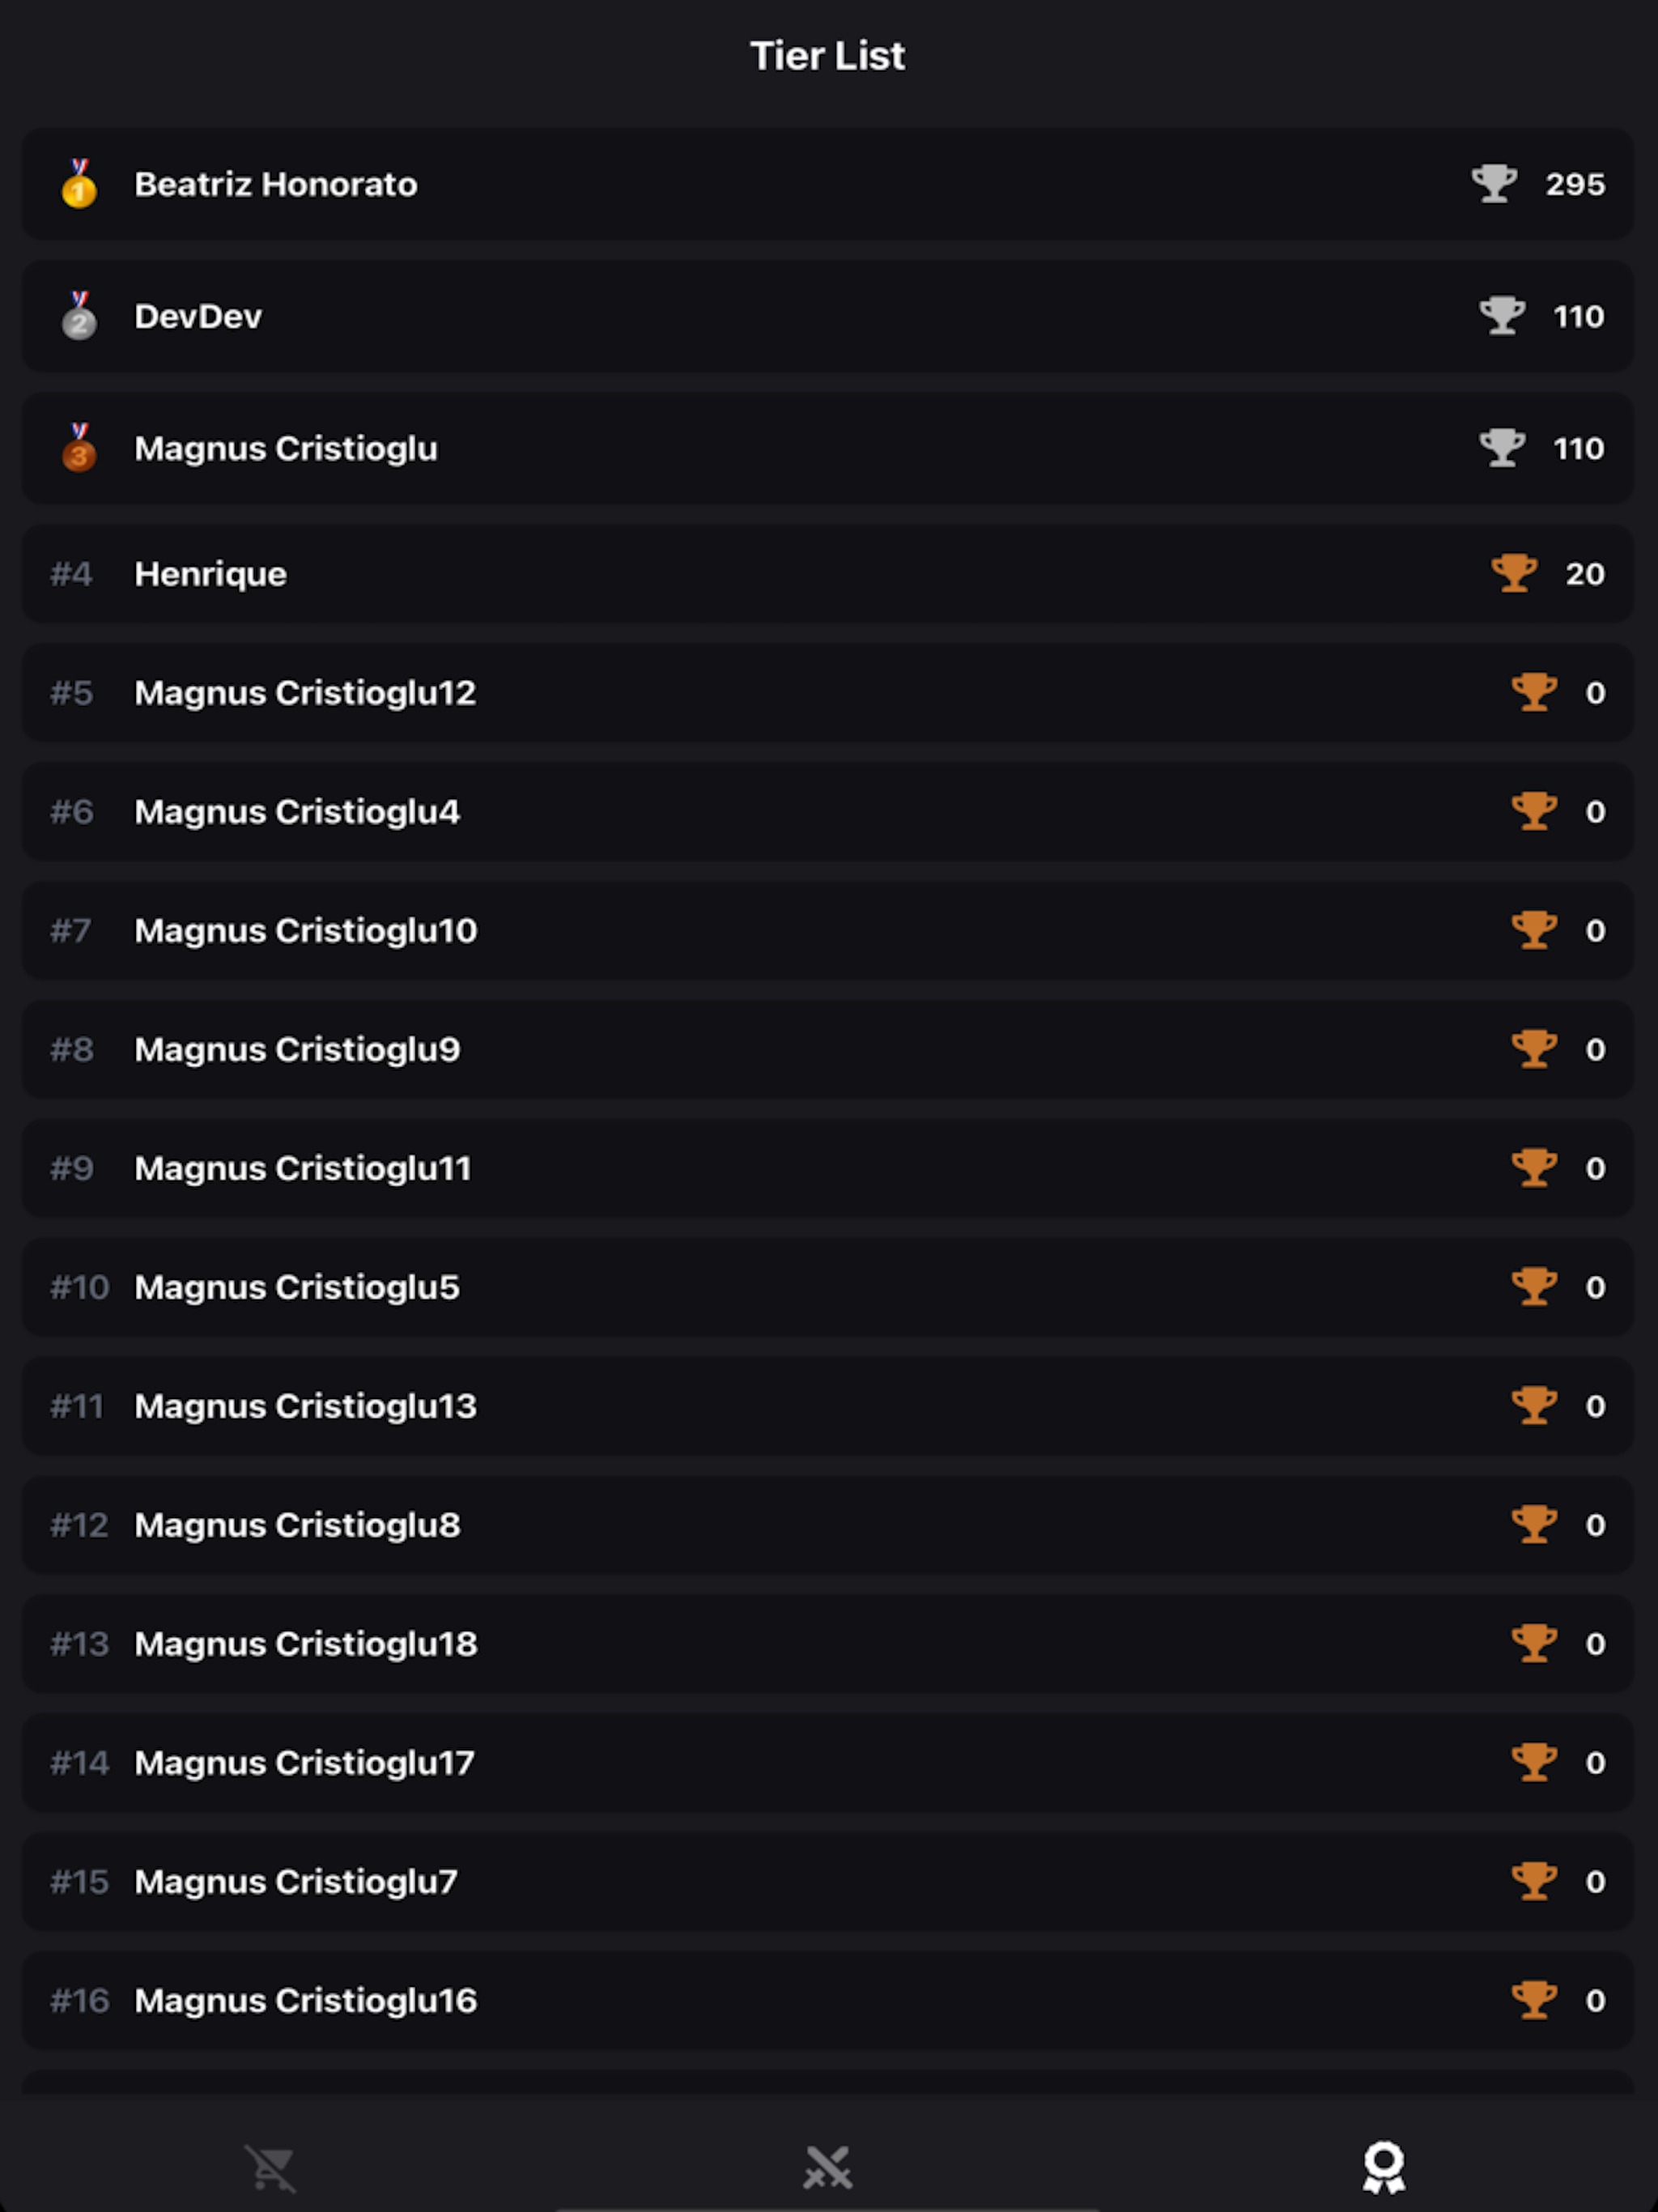 Tier List
1 Beatriz Honorato 295
2 DevDev 110
3 Magnus Cristioglu 110
#4 Henrique 20
#5 Magnus Cristioglu12 0
#6 Magnus Cristioglu4 0
#7 Magnus Cristioglu10 0
#8 Magnus Cristioglu9 0
#9 Magnus Cristioglu11 0
#10 Magnus Cristioglu5 0
#11 Magnus Cristioglu13 0
#12 Magnus Cristioglu8 0
#13 Magnus Cristioglu18 0
#14 Magnus Cristioglu17 0
#15 Magnus Cristioglu7 0
#16 Magnus Cristioglu16 0